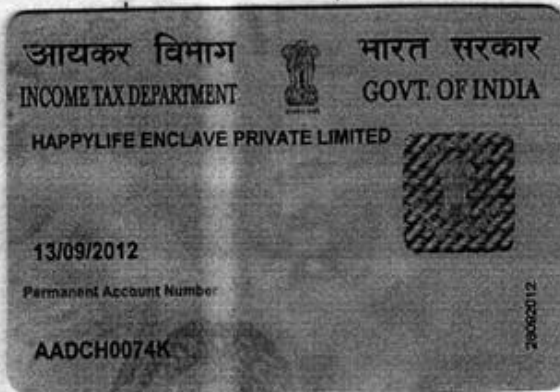 आयकर विभाग
भारत सरकार
INCOME TAX DEPARTMENT
GOVT. OF INDIA
HAPPYLIFE ENCLAVE PRIVATE LIMITED
13/09/2012
Permanent Account Number
AADCH0074K
28092012